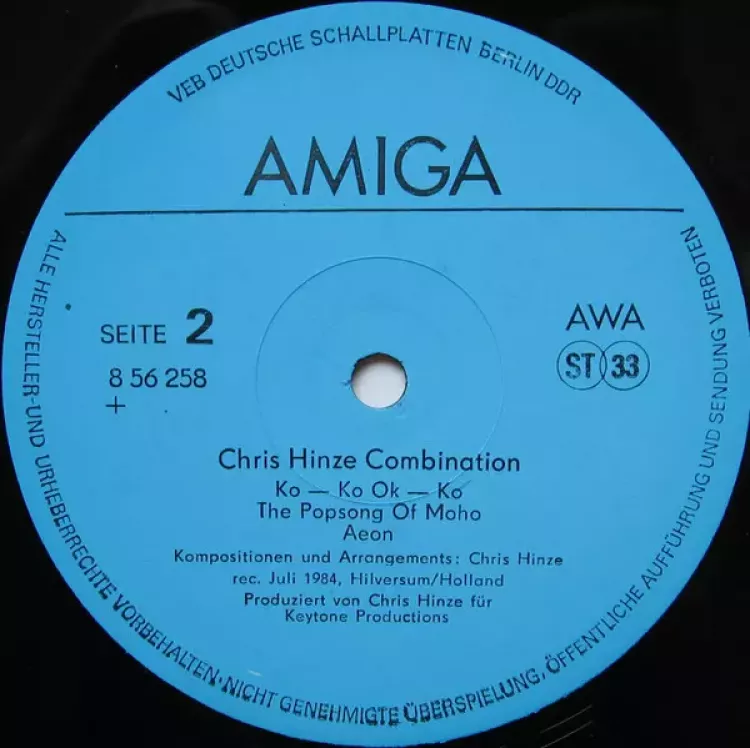 VEB DEUTSCHE SCHALLPLATTEN BERLIN DDR
AMIGA
SEITE 2
8 56 258
+
AWA
ST 33
Chris Hinze Combination
Ko — Ko Ok — Ko
The Popsong Of Moho
Aeon
Kompositionen und Arrangements: Chris Hinze
rec. Juli 1984, Hilversum/Holland
Produziert von Chris Hinze für
Keytone Productions
ALLE HERSTELLER-UND URHEBERRECHTE VORBEHALTEN·NICHT GENEHMIGTE ÜBERSPIELUNG, ÖFFENTLICHE AUFFÜHRUNG UND SENDUNG VERBOTEN